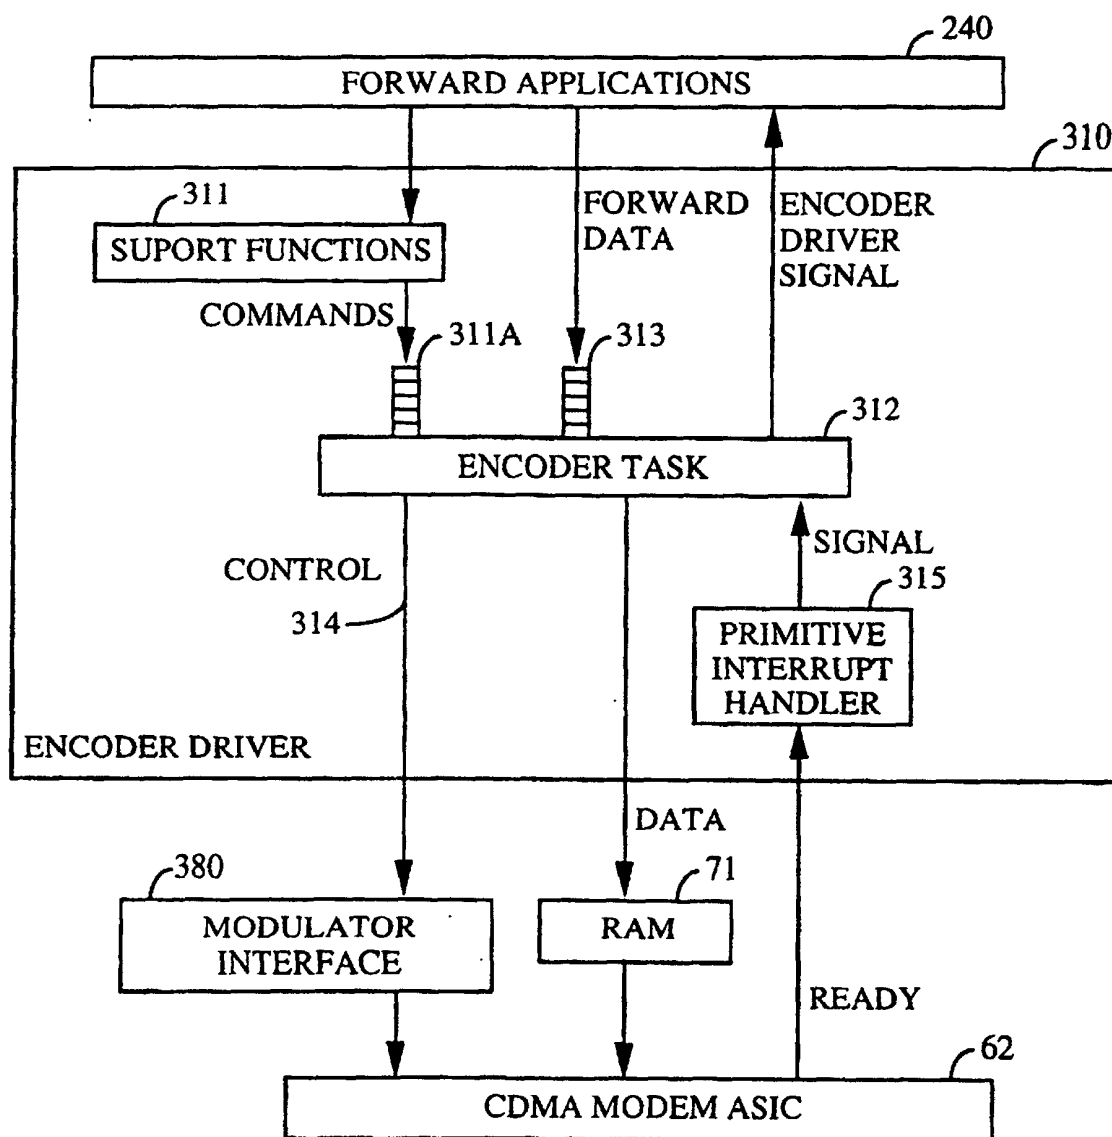 240
FORWARD APPLICATIONS
310
311
SUPORT FUNCTIONS
FORWARD
DATA
ENCODER
DRIVER
SIGNAL
COMMANDS
311A
313
312
ENCODER TASK
CONTROL
314
SIGNAL
315
PRIMITIVE
INTERRUPT
HANDLER
ENCODER DRIVER
DATA
380
MODULATOR
INTERFACE
71
RAM
READY
62
CDMA MODEM ASIC